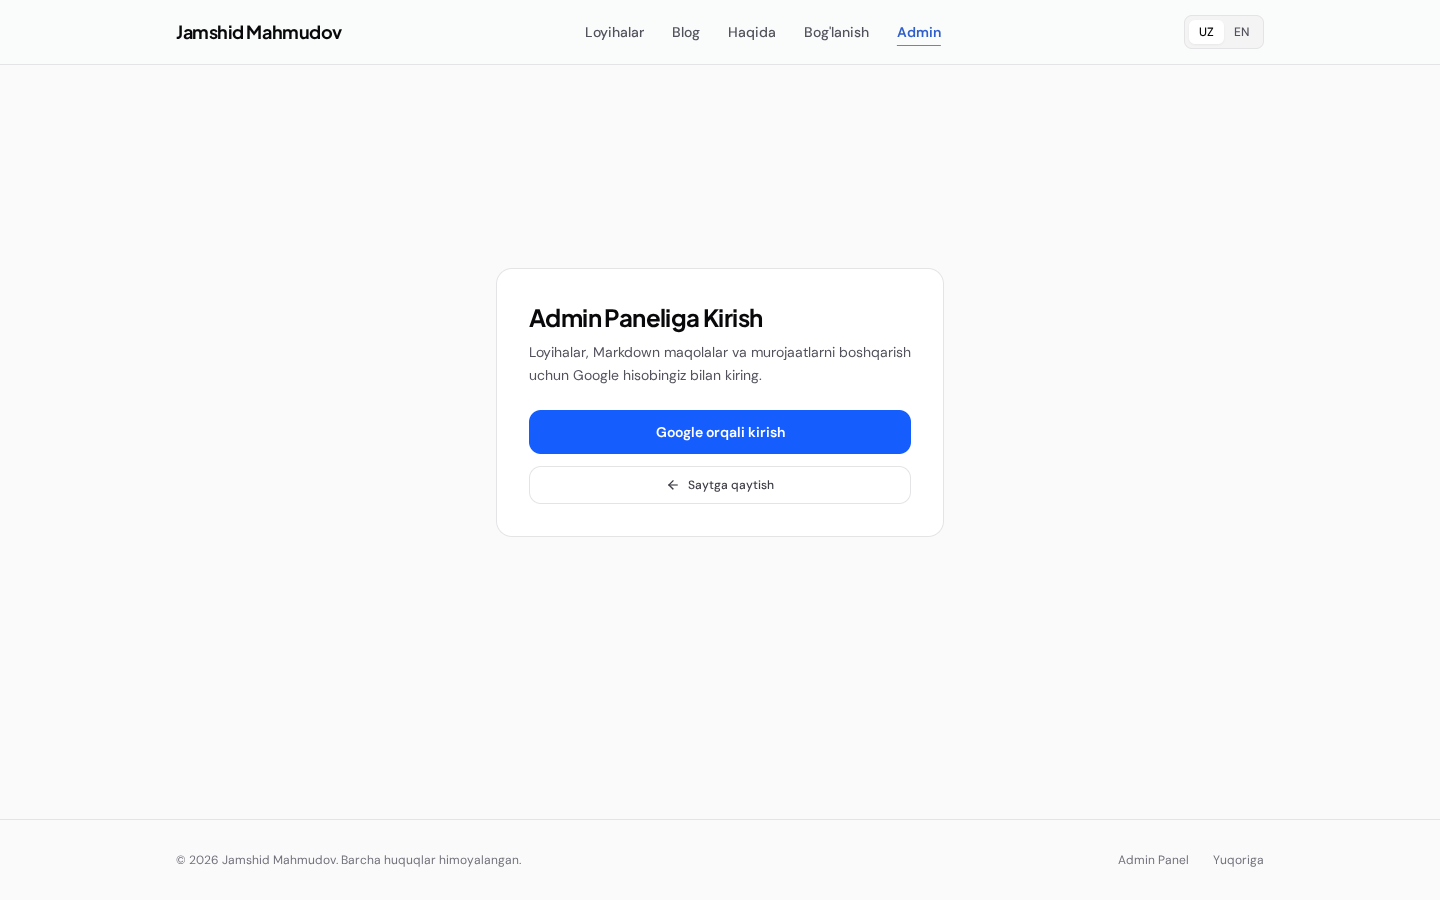 Jamshid Mahmudov
Loyihalar Blog Haqida Bog'lanish Admin
UZ EN
Admin Paneliga Kirish
Loyihalar, Markdown maqolalar va murojaatlarni boshqarish
uchun Google hisobingiz bilan kiring.
Google orqali kirish
← Saytga qaytish
© 2026 Jamshid Mahmudov. Barcha huquqlar himoyalangan.
Admin Panel Yuqoriga